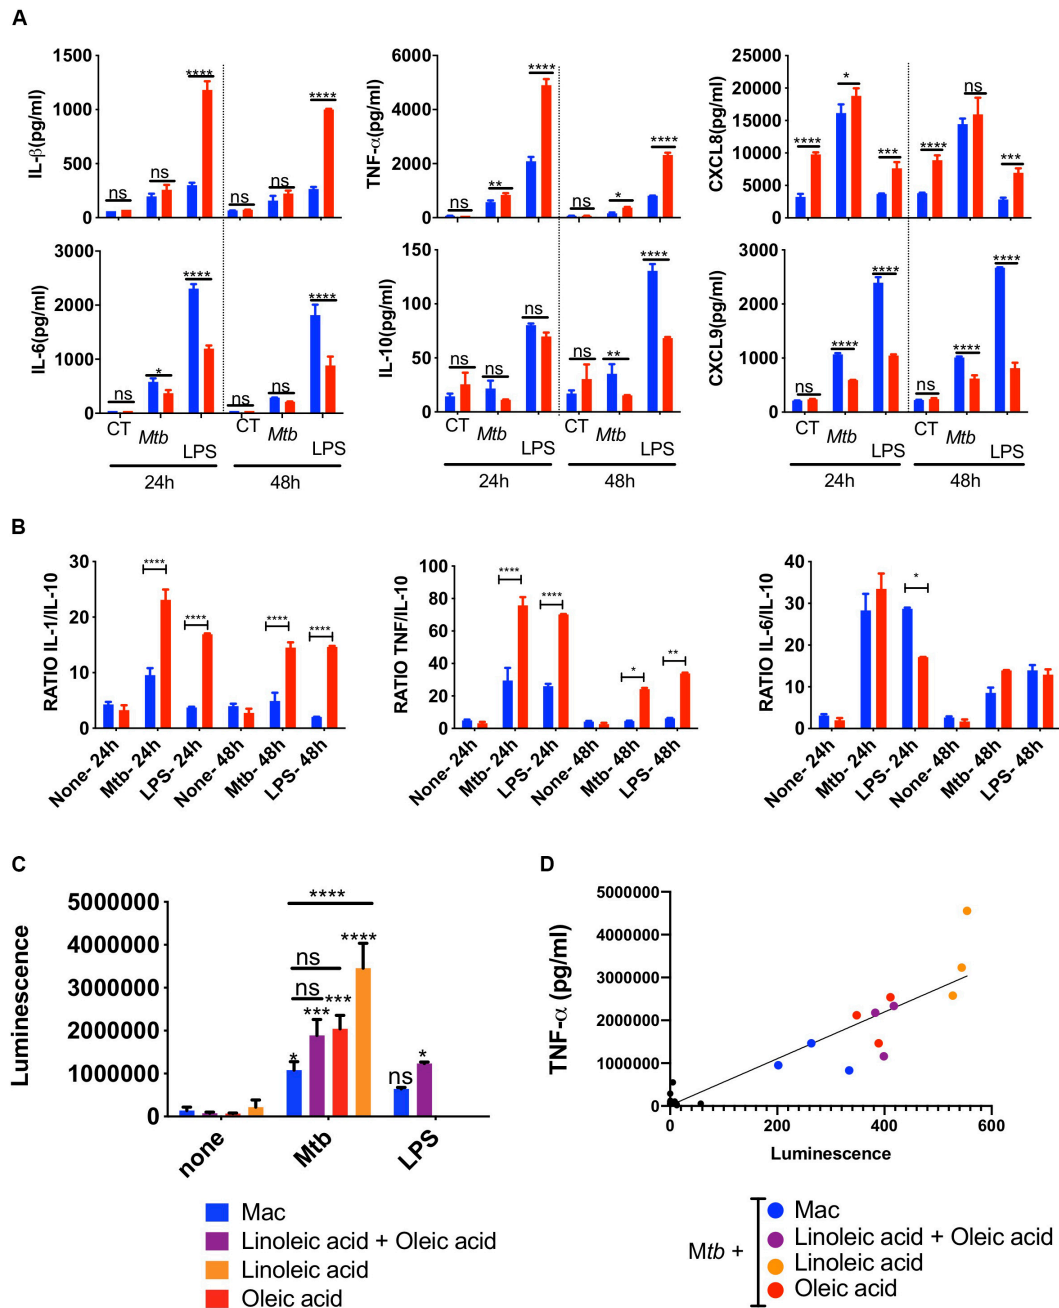 A
IL-β(pg/ml)
1500
1000
500
0
ns
ns
****
ns
ns
****
TNF-α(pg/ml)
6000
4000
2000
0
ns
**
****
ns
*
****
CXCL8(pg/ml)
25000
20000
15000
10000
5000
0
****
*
***
****
ns
***
IL-6(pg/ml)
3000
2000
1000
0
ns
*
****
ns
ns
****
CT
Mtb
LPS
24h
48h
LPS
CT
Mtb
IL-10(pg/ml)
150
100
50
0
ns
ns
ns
ns
**
****
CT
Mtb
LPS
CT
Mtb
LPS
24h
48h
CXCL9(pg/ml)
3000
2000
1000
0
ns
****
****
ns
****
****
CT
Mtb
LPS
CT
Mtb
LPS
24h
48h
B
RATIO IL-1/IL-10
30
20
10
0
****
****
****
****
None- 24h
Mtb- 24h
LPS- 24h
None- 48h
Mtb- 48h
LPS- 48h
RATIO TNF/IL-10
100
80
60
40
20
0
****
****
*
**
None- 24h
Mtb- 24h
LPS- 24h
None- 48h
Mtb- 48h
LPS- 48h
RATIO IL-6/IL-10
40
30
20
10
0
*
None- 24h
Mtb- 24h
LPS- 24h
None- 48h
Mtb- 48h
LPS- 48h
C
Luminescence
5000000
4000000
3000000
2000000
1000000
0
****
ns
ns
*
***
***
****
ns
*
none
Mtb
LPS
Mac
Linoleic acid + Oleic acid
Linoleic acid
Oleic acid
D
TNF-α (pg/ml)
5000000
4000000
3000000
2000000
1000000
0
0
200
400
600
Luminescence
Mtb +
Mac
Linoleic acid + Oleic acid
Linoleic acid
Oleic acid